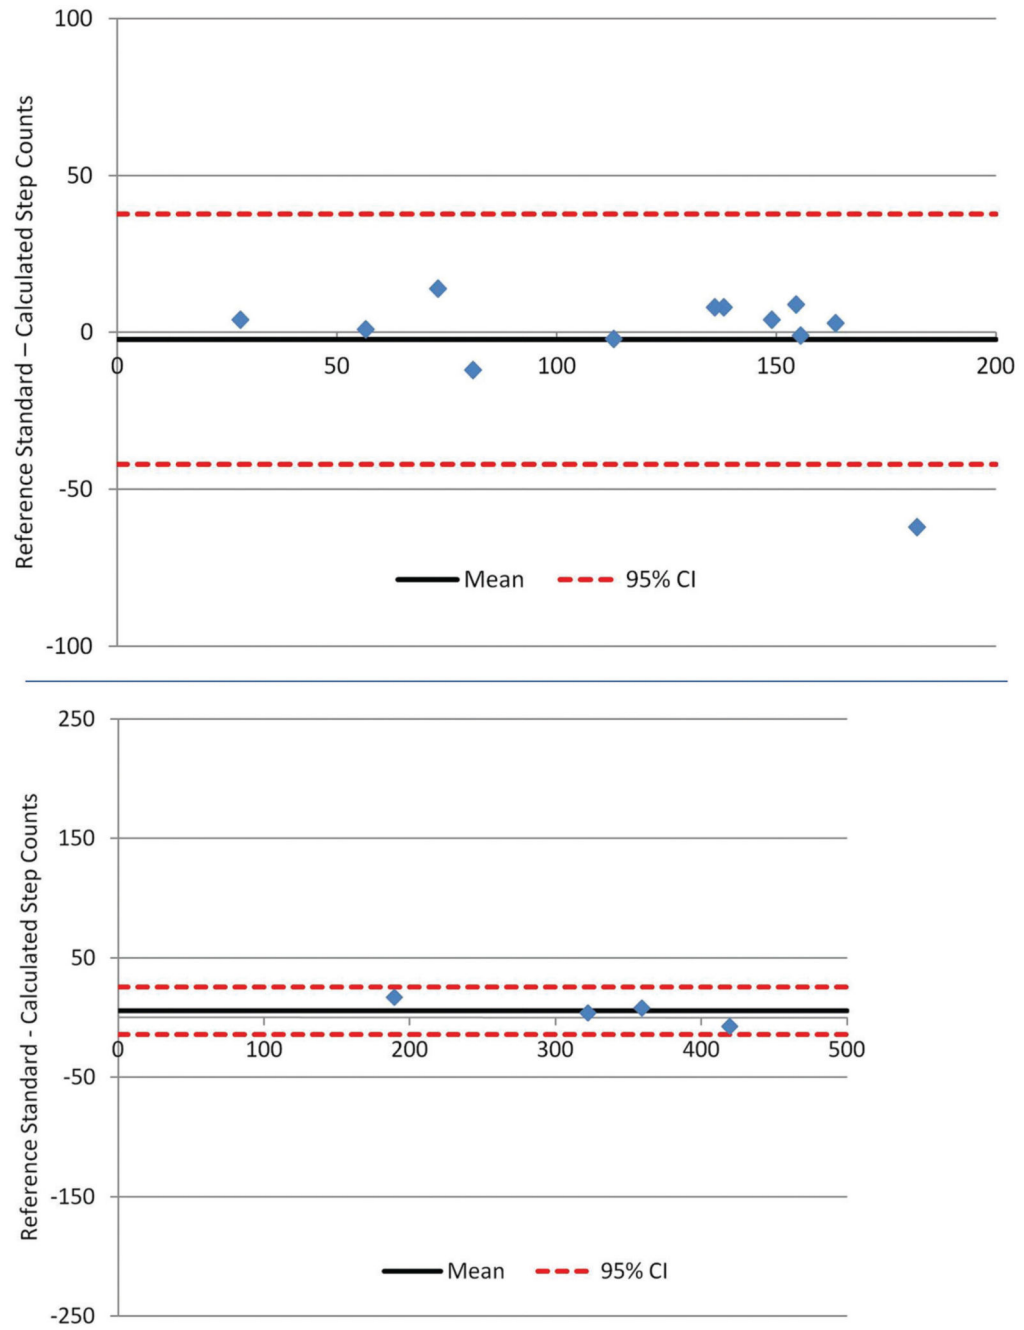 100
50
0
-50
-100
0 50 100 150 200
Reference Standard – Calculated Step Counts
Mean 95% CI
250
150
50
-50
-150
-250
0 100 200 300 400 500
Reference Standard - Calculated Step Counts
Mean 95% CI